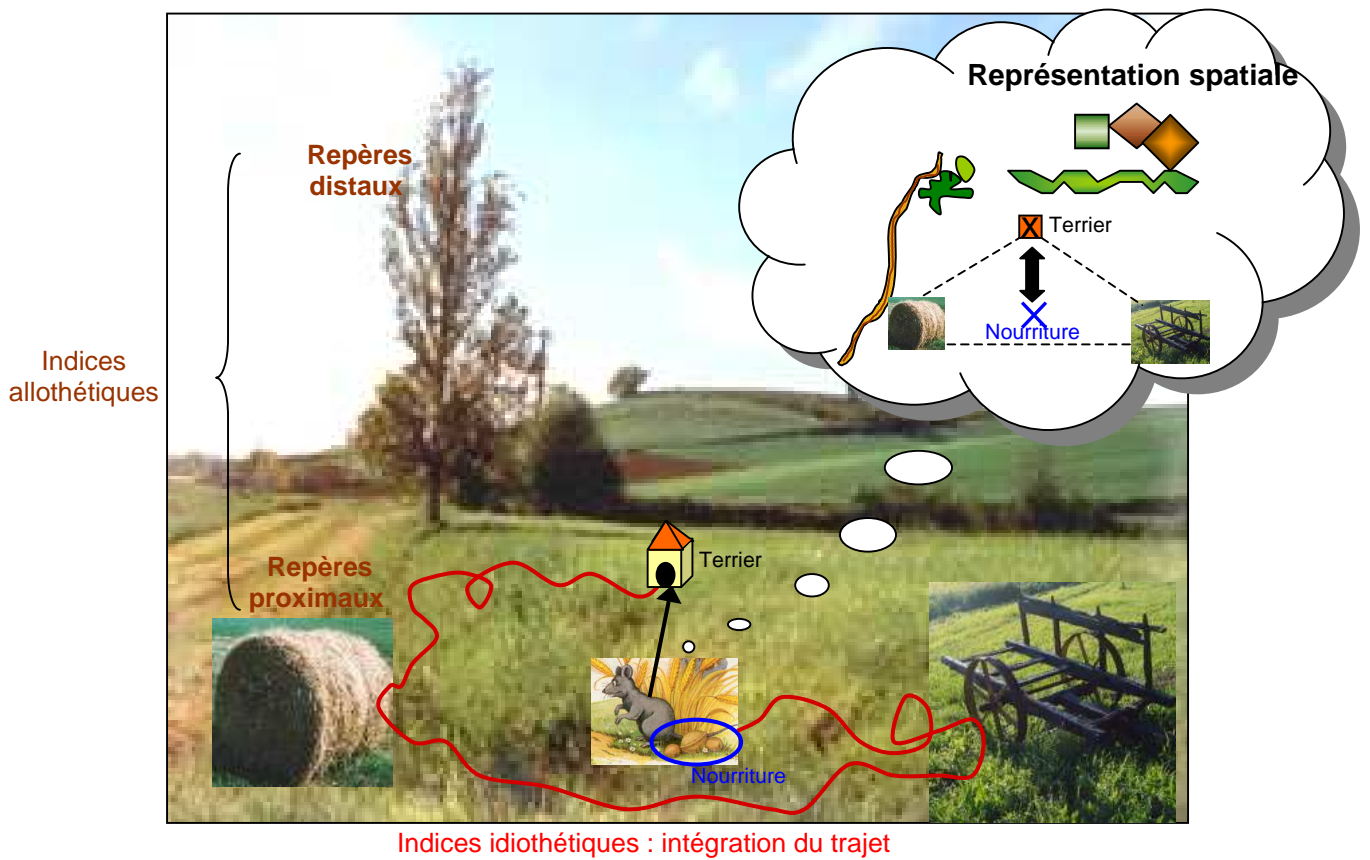 Représentation spatiale
Repères
distaux
Terrier
Nourriture
Indices
allothétiques
Terrier
Repères
proximaux
Nourriture
Indices idiothétiques : intégration du trajet